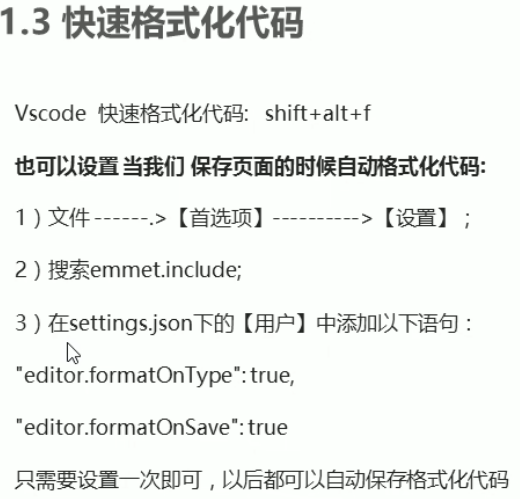 1.3 快速格式化代码
Vscode 快速格式化代码: shift+alt+f
也可以设置 当我们 保存页面的时候自动格式化代码:
1）文件 ------.>【首选项】---------->【设置】；
2）搜索emmet.include;
3）在settings.json下的【用户】中添加以下语句：
"editor.formatOnType": true,
"editor.formatOnSave": true
只需要设置一次即可，以后都可以自动保存格式化代码